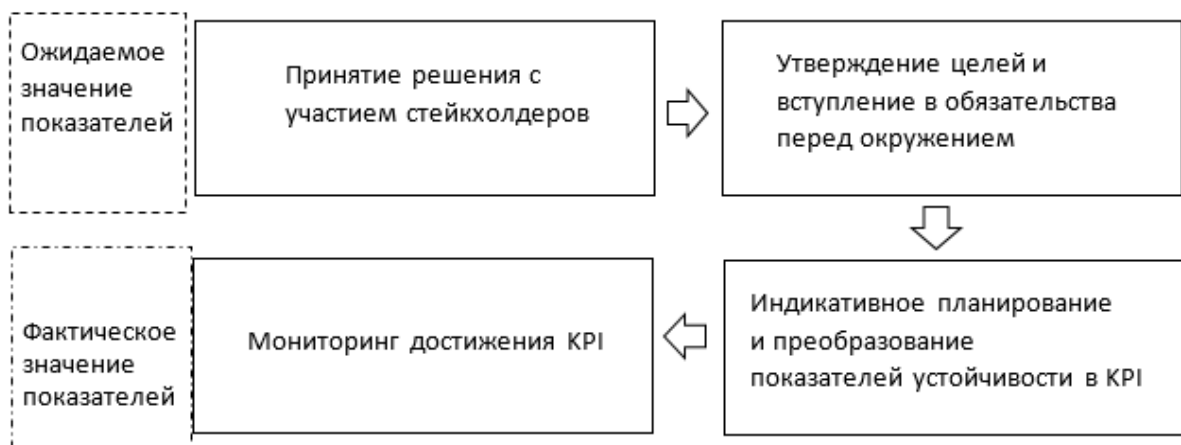 Ожидаемое
значение
показателей
Принятие решения с
участием стейкхолдеров
Утверждение целей и
вступление в обязательства
перед окружением
Фактическое
значение
показателей
Мониторинг достижения KPI
Индикативное планирование
и преобразование
показателей устойчивости в KPI